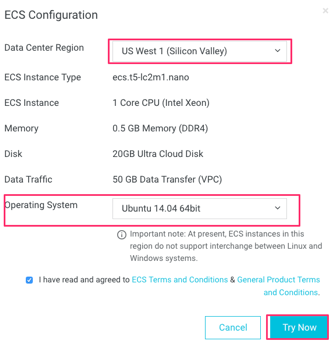 ECS Configuration
Data Center Region
US West 1 (Silicon Valley)
ECS Instance Type
ecs.t5-lc2m1.nano
ECS Instance
1 Core CPU (Intel Xeon)
Memory
0.5 GB Memory (DDR4)
Disk
20GB Ultra Cloud Disk
Data Traffic
50 GB Data Transfer (VPC)
Operating System
Ubuntu 14.04 64bit
Important note: At present, ECS instances in this
region do not support interchange between Linux and
Windows systems.
I have read and agreed to ECS Terms and Conditions & General Product Terms
and Conditions.
Cancel
Try Now